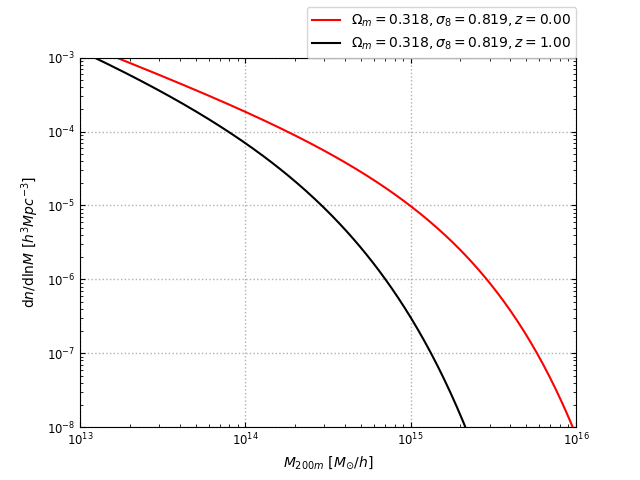 Ωₘ = 0.318, σ₈ = 0.819, z = 0.00
Ωₘ = 0.318, σ₈ = 0.819, z = 1.00
10⁻³
10⁻⁴
10⁻⁵
10⁻⁶
10⁻⁷
10⁻⁸
dn/dlnM [h³Mpc⁻³]
10¹³ 10¹⁴ 10¹⁵ 10¹⁶
M₂₀₀ₘ [M⊙/h]